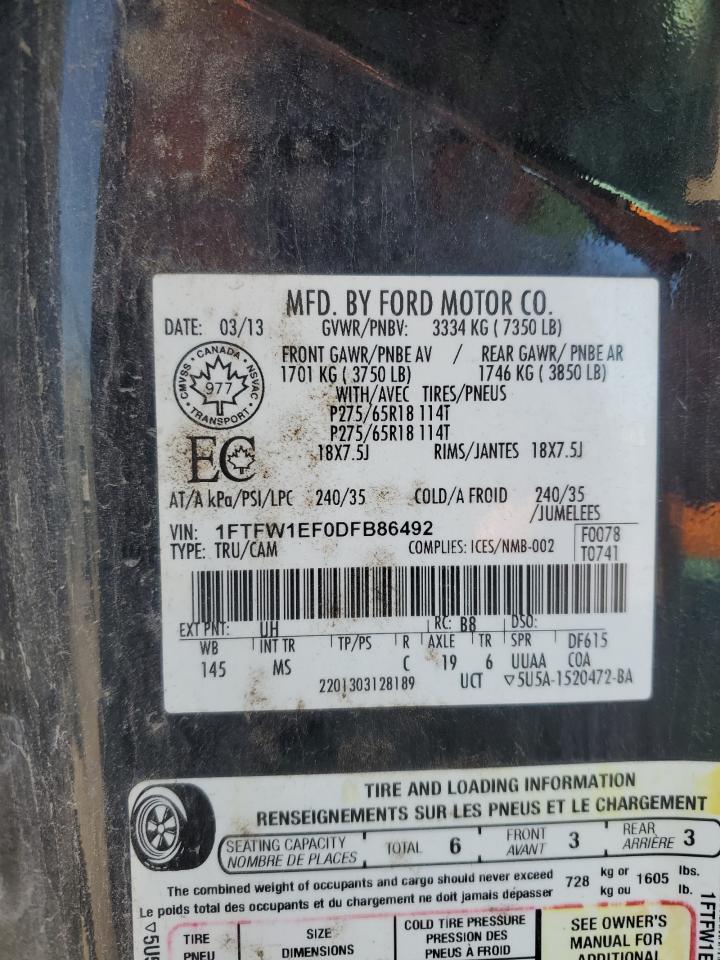 MFD. BY FORD MOTOR CO.
DATE: 03/13 GVWR/PNBV: 3334 KG ( 7350 LB)
FRONT GAWR/PNBE AV / REAR GAWR/ PNBE AR
1701 KG ( 3750 LB) 1746 KG ( 3850 LB)
CANADA
CMVSS NSVAC
977
TRANSPORT
WITH/AVEC TIRES/PNEUS
P275/65R18 114T
P275/65R18 114T
EC
18X7.5J RIMS/JANTES 18X7.5J
AT/A kPa/PSI/LPC 240/35 COLD/A FROID 240/35
/JUMELEES
VIN: 1FTFW1EF0DFB86492 F0078
TYPE: TRU/CAM COMPLIES: ICES/NMB-002 T0741
EXT PNT: UH RC: B8 DSO:
WB INT TR TP/PS R AXLE TR SPR DF615
145 MS C 19 6 UUAA COA
2201303128189 UCT ▽5U5A-1520472-BA
TIRE AND LOADING INFORMATION
RENSEIGNEMENTS SUR LES PNEUS ET LE CHARGEMENT
SEATING CAPACITY TOTAL 6 FRONT 3 REAR 3
NOMBRE DE PLACES AVANT ARRIÈRE
The combined weight of occupants and cargo should never exceed 728 kg or 1605 lbs.
Le poids total des occupants et du chargement ne doit jamais dépasser kg ou lb.
TIRE SIZE COLD TIRE PRESSURE SEE OWNER'S
PNEU DIMENSIONS PRESSION DES MANUAL FOR
PNEUS À FROID ADDITIONAL
▽5U5
1FTFW1E